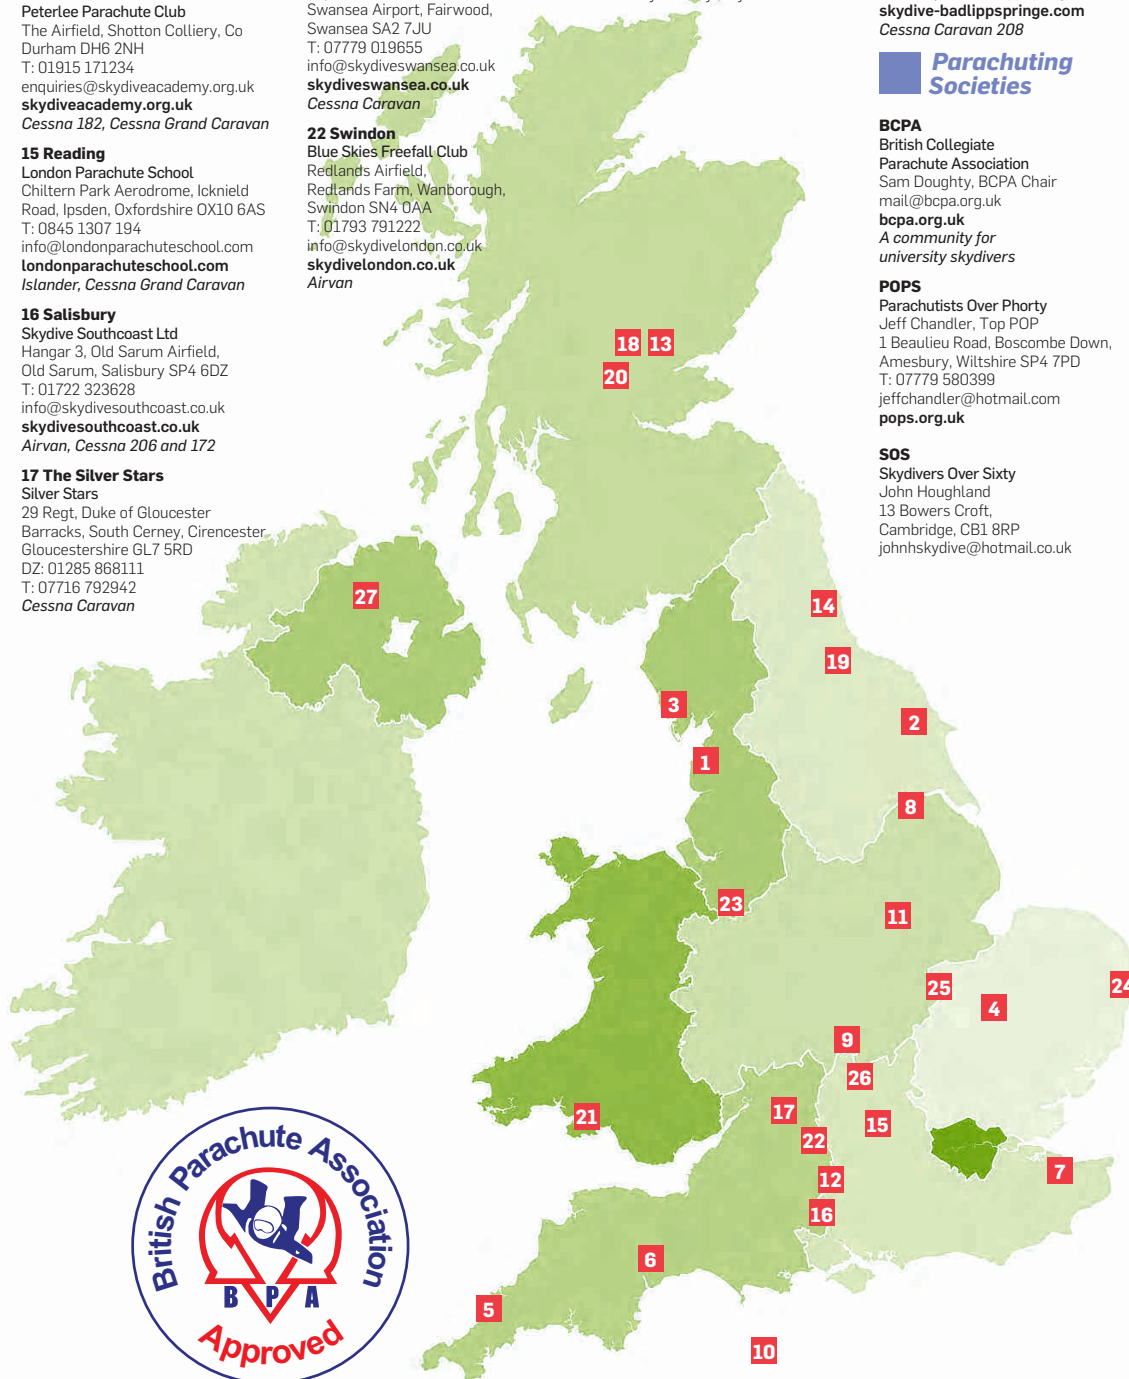 Peterlee Parachute Club
The Airfield, Shotton Colliery, Co
Durham DH6 2NH
T: 01915 171234
enquiries@skydiveacademy.org.uk
skydiveacademy.org.uk
Cessna 182, Cessna Grand Caravan
15 Reading
London Parachute School
Chiltern Park Aerodrome, Icknield
Road, Ipsden, Oxfordshire OX10 6AS
T: 0845 1307 194
info@londonparachuteschool.com
londonparachuteschool.com
Islander, Cessna Grand Caravan
16 Salisbury
Skydive Southcoast Ltd
Hangar 3, Old Sarum Airfield,
Old Sarum, Salisbury SP4 6DZ
T: 01722 323628
info@skydivesouthcoast.co.uk
skydivesouthcoast.co.uk
Airvan, Cessna 206 and 172
17 The Silver Stars
Silver Stars
29 Regt, Duke of Gloucester
Barracks, South Cerney, Cirencester
Gloucestershire GL7 5RD
DZ: 01285 868111
T: 07716 792942
Cessna Caravan
Swansea Airport, Fairwood,
Swansea SA2 7JU
T: 07779 019655
info@skydiveswansea.co.uk
skydiveswansea.co.uk
Cessna Caravan
22 Swindon
Blue Skies Freefall Club
Redlands Airfield,
Redlands Farm, Wanborough,
Swindon SN4 0AA
T: 01793 791222
info@skydivelondon.co.uk
skydivelondon.co.uk
Airvan
skydive-badlippspringe.com
Cessna Caravan 208
Parachuting
Societies
BCPA
British Collegiate
Parachute Association
Sam Doughty, BCPA Chair
mail@bcpa.org.uk
bcpa.org.uk
A community for
university skydivers
POPS
Parachutists Over Phorty
Jeff Chandler, Top POP
1 Beaulieu Road, Boscombe Down,
Amesbury, Wiltshire SP4 7PD
T: 07779 580399
jeffchandler@hotmail.com
pops.org.uk
SOS
Skydivers Over Sixty
John Houghland
13 Bowers Croft,
Cambridge, CB1 8RP
johnhskydive@hotmail.co.uk
18 13
20
27
14
19
3
2
1
8
23
11
25
24
4
9
26
17
21
15
22
7
12
16
6
5
10
British Parachute Association
B P A
Approved